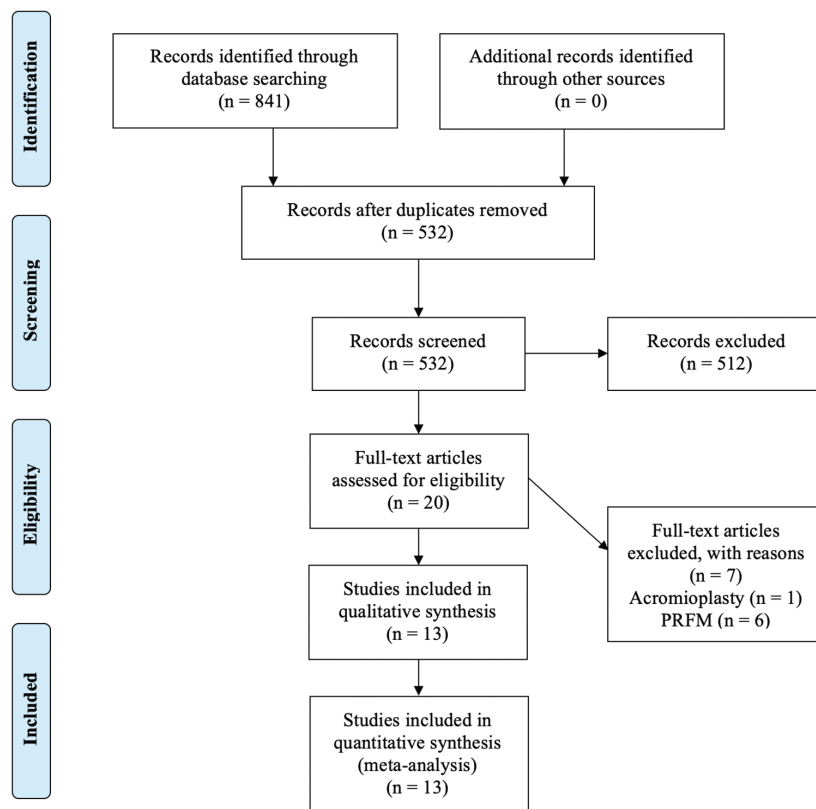 Identification
Records identified through
database searching
(n = 841)
Additional records identified
through other sources
(n = 0)
Records after duplicates removed
(n = 532)
Screening
Records screened
(n = 532)
Records excluded
(n = 512)
Eligibility
Full-text articles
assessed for eligibility
(n = 20)
Full-text articles
excluded, with reasons
(n = 7)
Acromioplasty (n = 1)
PRFM (n = 6)
Studies included in
qualitative synthesis
(n = 13)
Included
Studies included in
quantitative synthesis
(meta-analysis)
(n = 13)